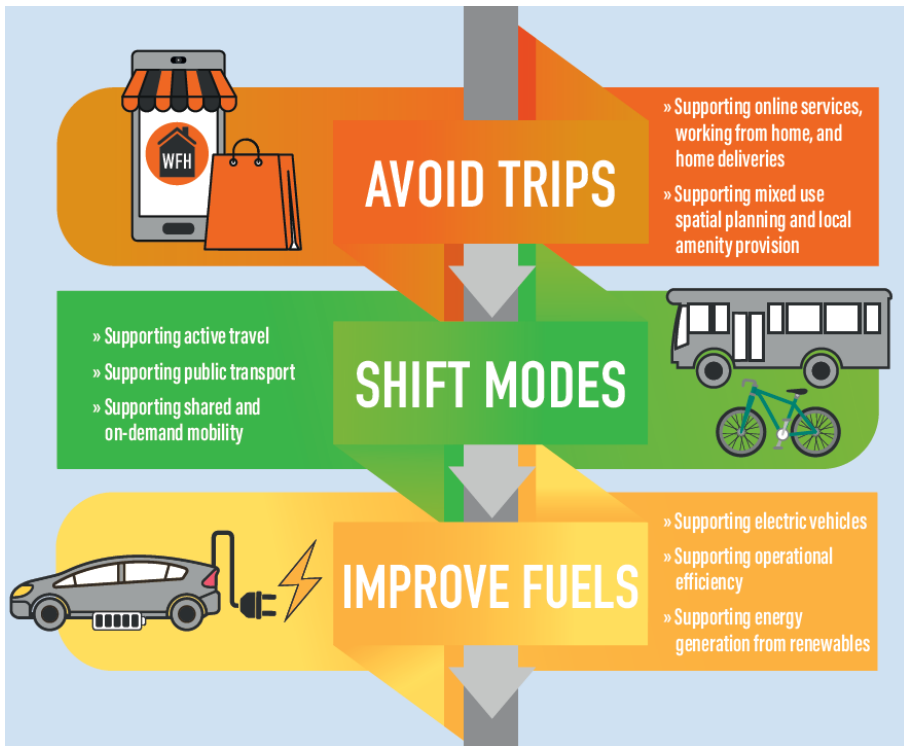 WFH
AVOID TRIPS
» Supporting online services,
working from home, and
home deliveries
» Supporting mixed use
spatial planning and local
amenity provision
» Supporting active travel
» Supporting public transport
» Supporting shared and
on-demand mobility
SHIFT MODES
IMPROVE FUELS
» Supporting electric vehicles
» Supporting operational
efficiency
» Supporting energy
generation from renewables